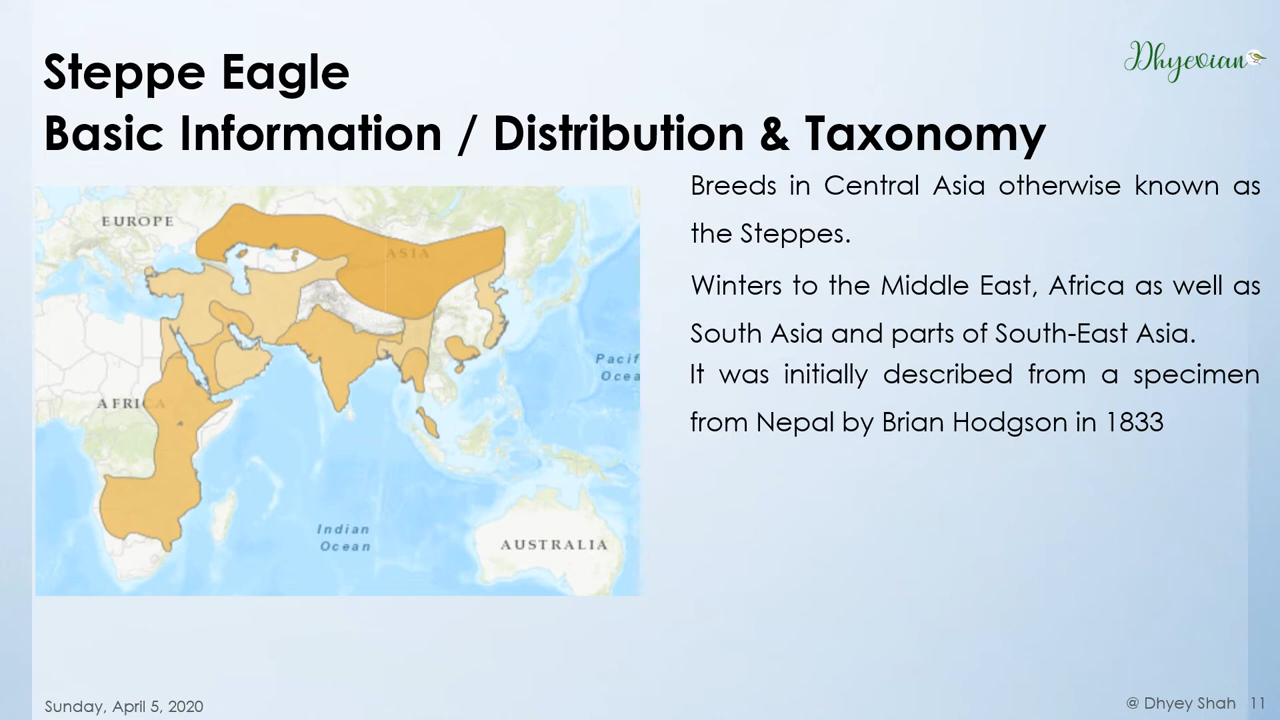 Steppe Eagle
Basic Information / Distribution & Taxonomy
Dhyevian
Breeds in Central Asia otherwise known as
the Steppes.
Winters to the Middle East, Africa as well as
South Asia and parts of South-East Asia.
It was initially described from a specimen
from Nepal by Brian Hodgson in 1833
EUROPE
ASIA
Pacif
Ocea
AFRICA
Indian
Ocean
AUSTRALIA
Sunday, April 5, 2020
@ Dhyey Shah 11